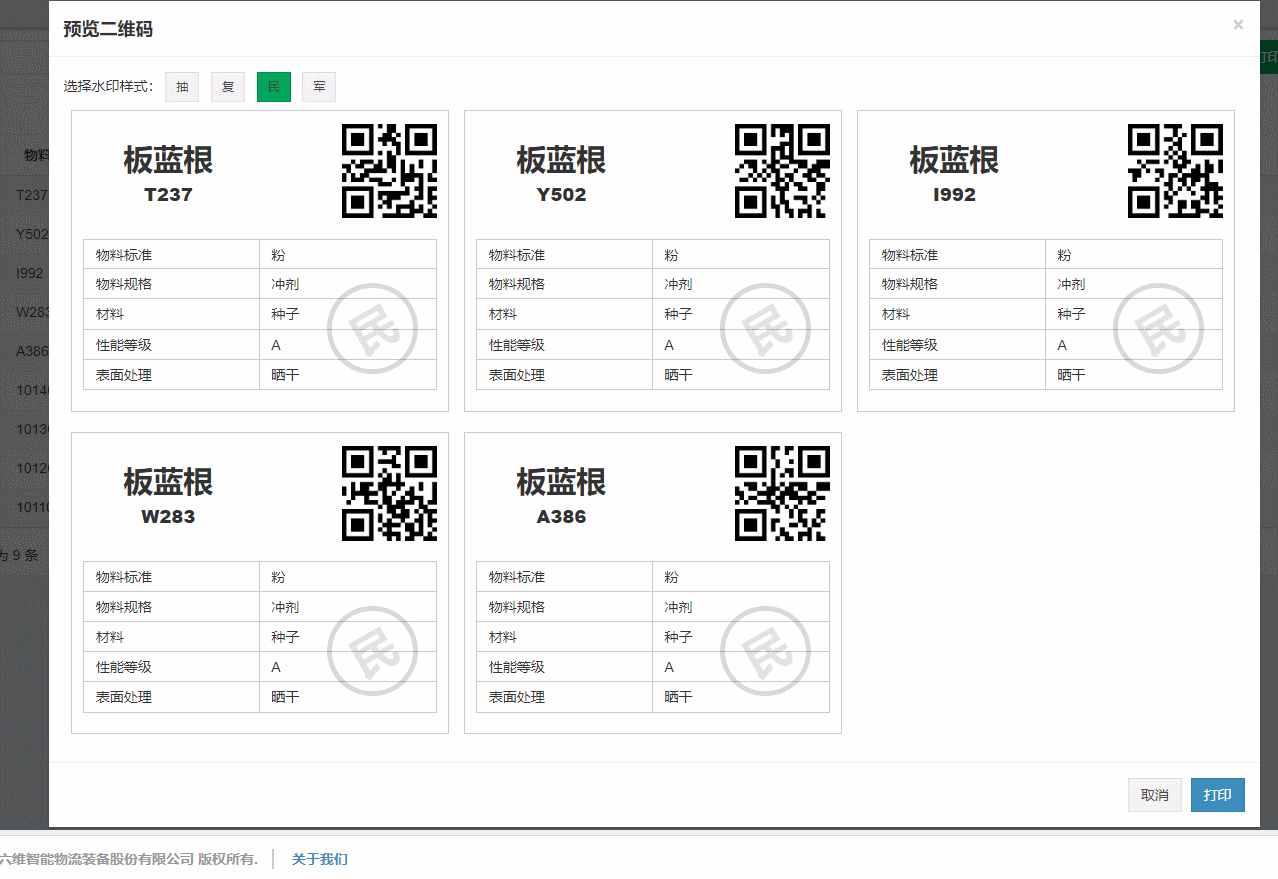 预览二维码
×
选择水印样式：
抽
复
民
军
打印
板蓝根
T237
物料标准 粉
物料规格 冲剂
材料 种子
性能等级 A
表面处理 晒干
民
板蓝根
Y502
物料标准 粉
物料规格 冲剂
材料 种子
性能等级 A
表面处理 晒干
民
板蓝根
I992
物料标准 粉
物料规格 冲剂
材料 种子
性能等级 A
表面处理 晒干
民
板蓝根
W283
物料标准 粉
物料规格 冲剂
材料 种子
性能等级 A
表面处理 晒干
民
板蓝根
A386
物料标准 粉
物料规格 冲剂
材料 种子
性能等级 A
表面处理 晒干
民
物料
T237
Y502
I992
W283
A386
1014
1013
1012
1011
为 9 条
取消
打印
六维智能物流装备股份有限公司 版权所有.
关于我们